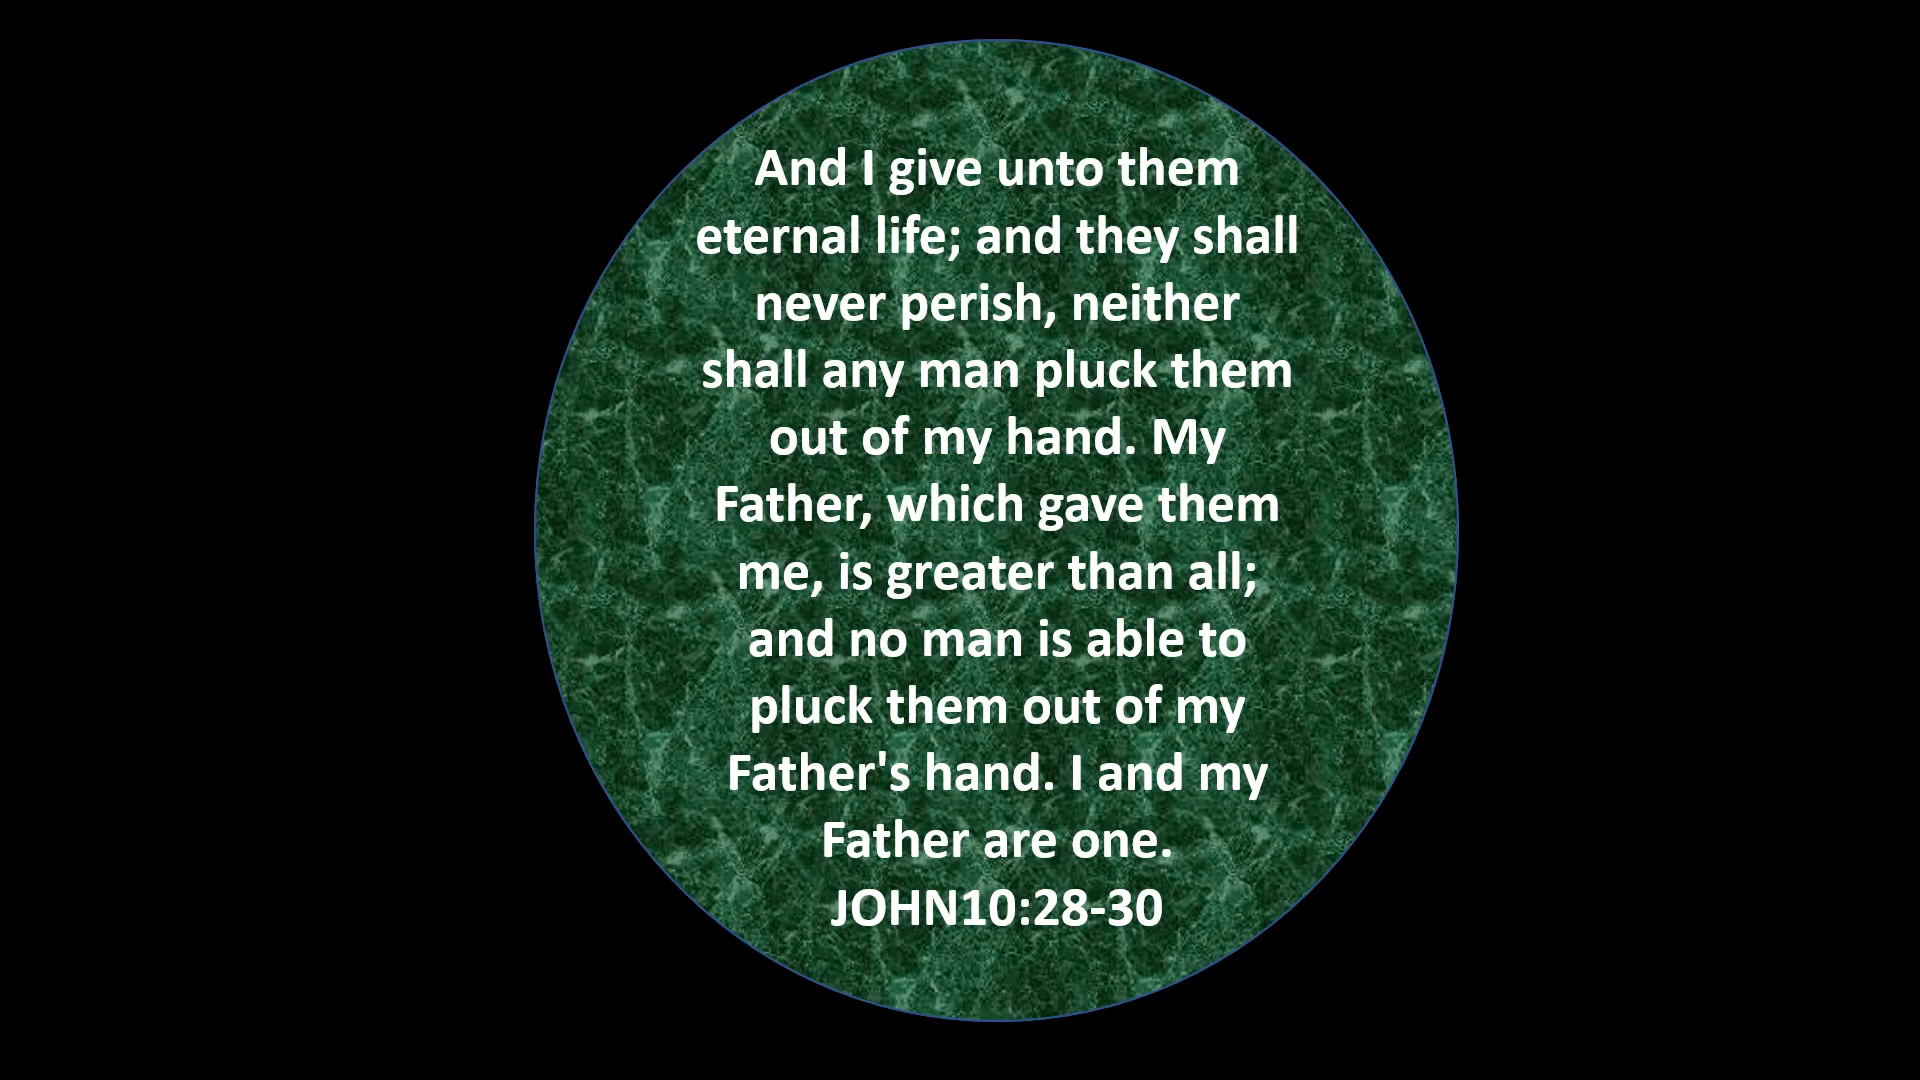 And I give unto them
eternal life; and they shall
never perish, neither
shall any man pluck them
out of my hand. My
Father, which gave them
me, is greater than all;
and no man is able to
pluck them out of my
Father's hand. I and my
Father are one.
JOHN10:28-30